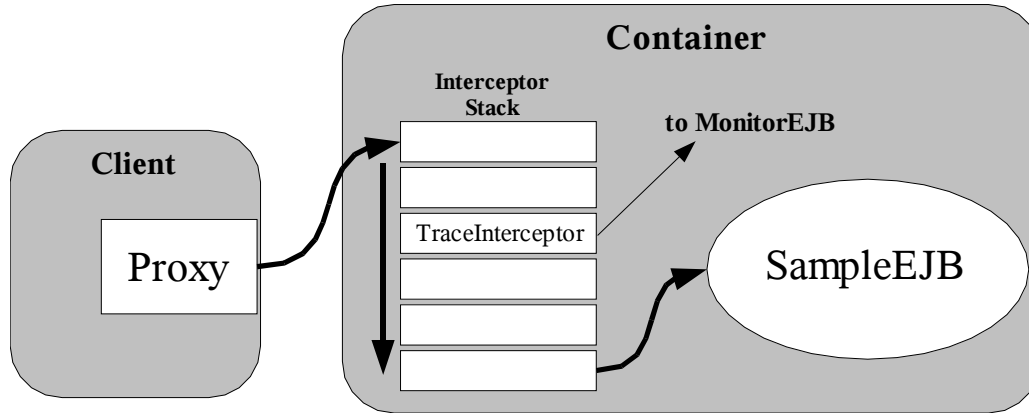 Container
Interceptor
Stack
to MonitorEJB
Client
TraceInterceptor
Proxy
SampleEJB